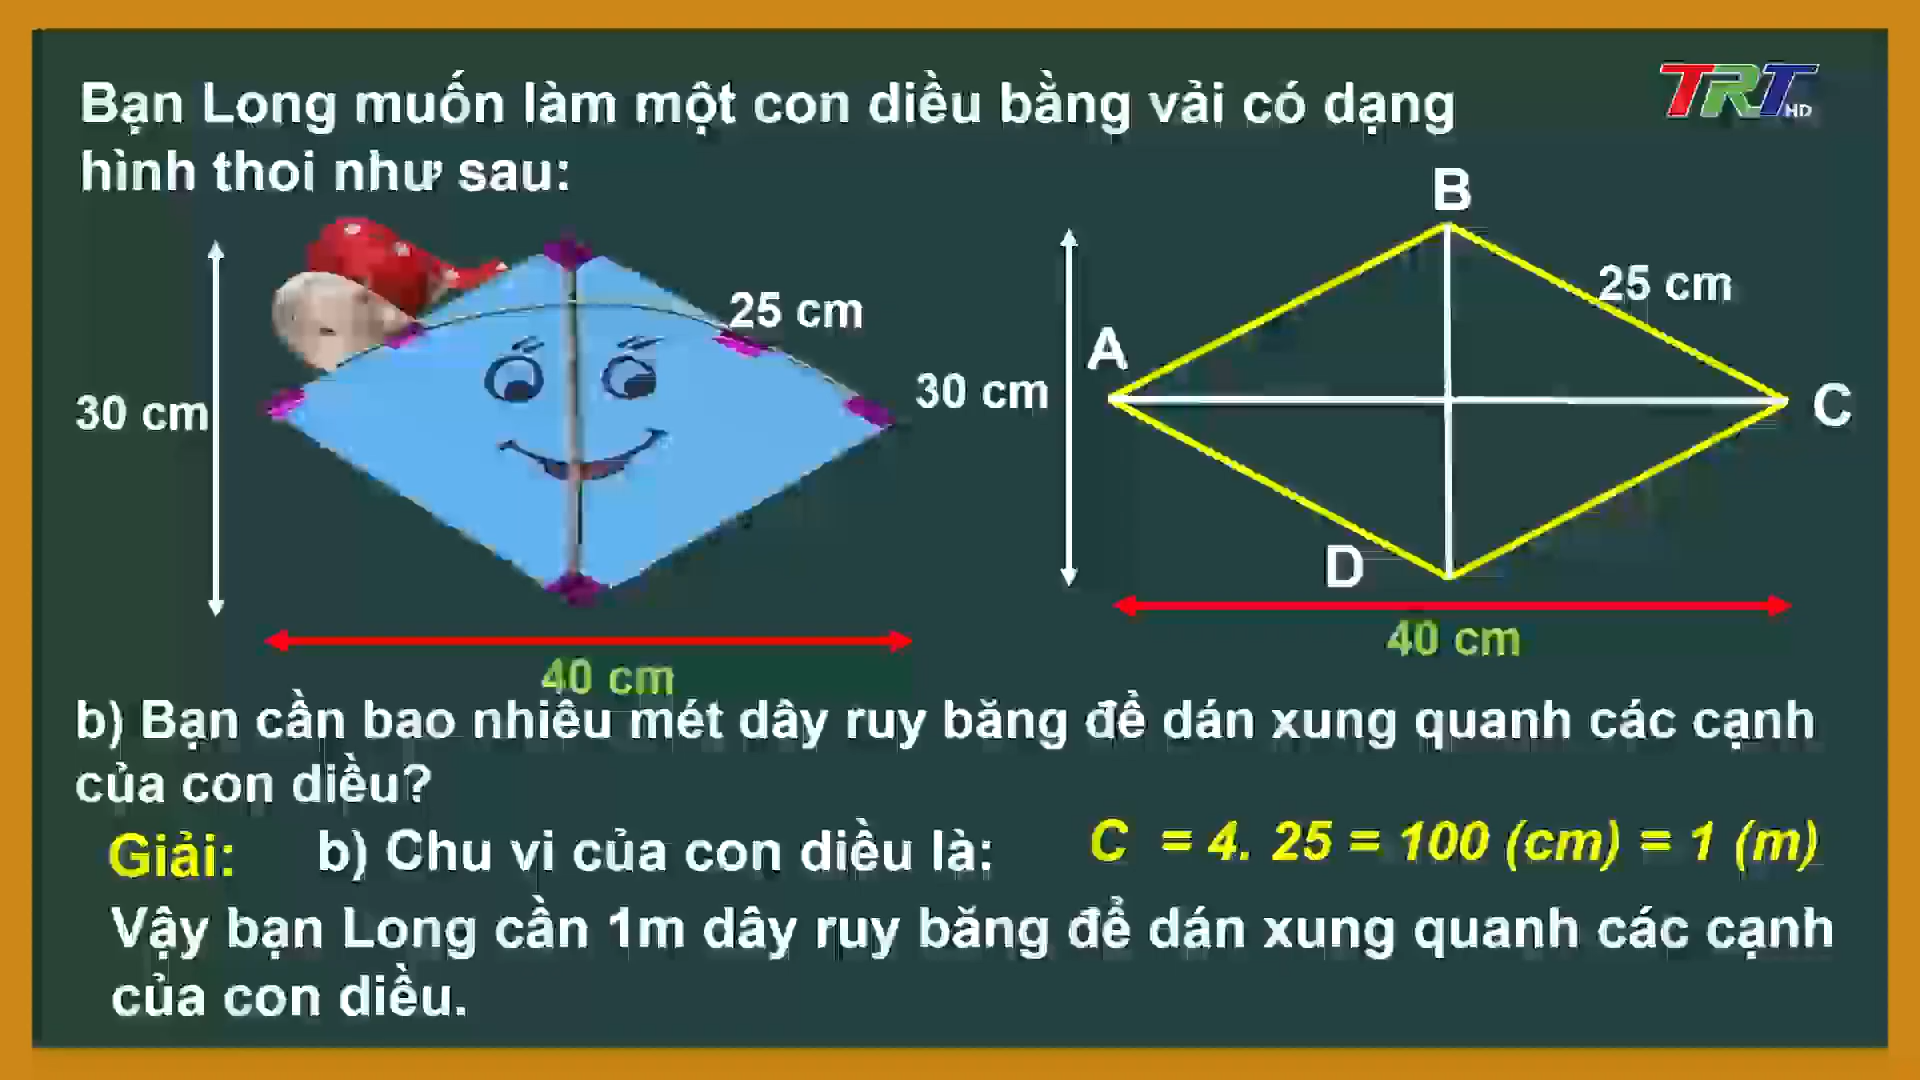 Bạn Long muốn làm một con diều bằng vải có dạng
hình thoi như sau:
TRT HD
B
25 cm
25 cm
A
30 cm
30 cm
C
D
40 cm
40 cm
b) Bạn cần bao nhiêu mét dây ruy băng để dán xung quanh các cạnh
của con diều?
Giải: b) Chu vi của con diều là: C = 4. 25 = 100 (cm) = 1 (m)
Vậy bạn Long cần 1m dây ruy băng để dán xung quanh các cạnh
của con diều.